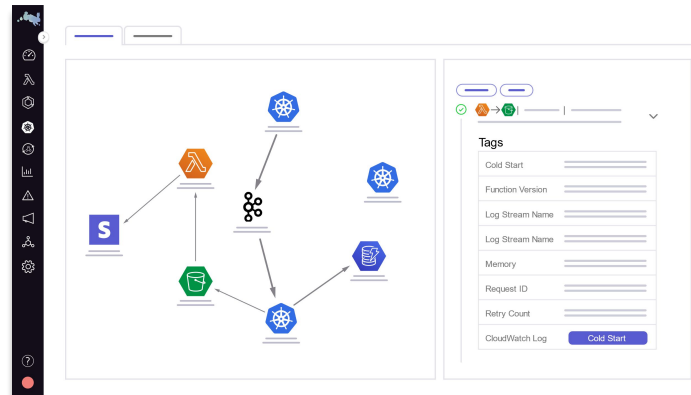 S
Tags
Cold Start
Function Version
Log Stream Name
Log Stream Name
Memory
Request ID
Retry Count
CloudWatch Log Cold Start